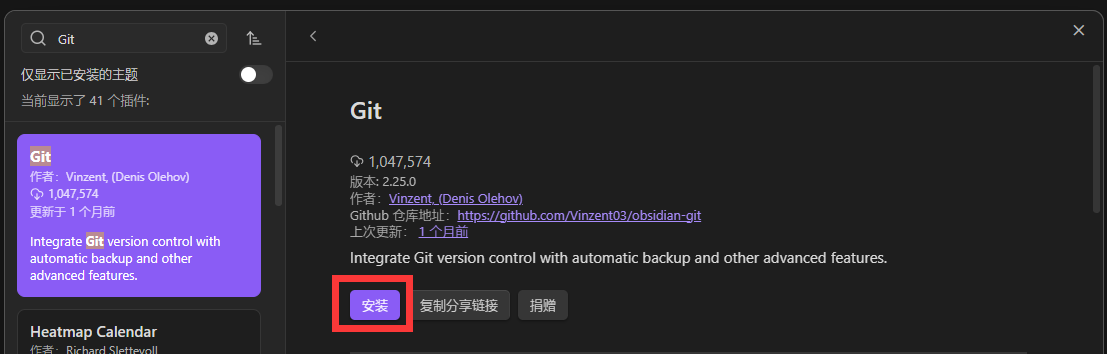 Git
仅显示已安装的主题
当前显示了 41 个插件:
Git
作者：Vinzent, (Denis Olehov)
1,047,574
更新于 1 个月前
Integrate Git version control with
automatic backup and other
advanced features.
Heatmap Calendar
作者：Richard Slettevoll
Git
1,047,574
版本: 2.25.0
作者：Vinzent, (Denis Olehov)
Github 仓库地址：https://github.com/Vinzent03/obsidian-git
上次更新： 1 个月前
Integrate Git version control with automatic backup and other advanced features.
安装 复制分享链接 捐赠